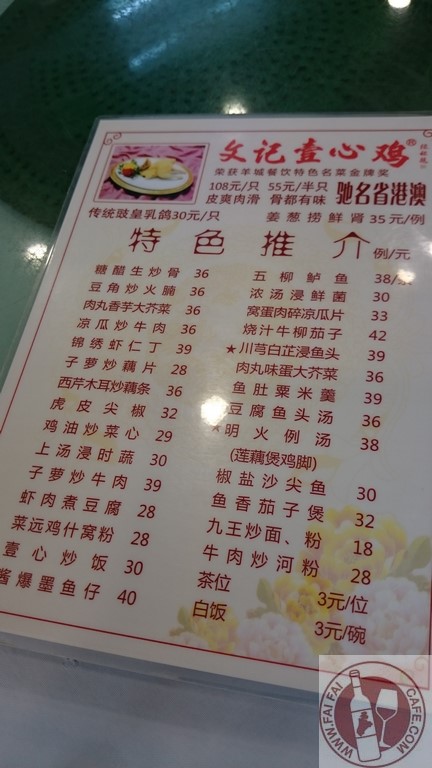 文记壹心鸡®
荣获羊城餐饮特色名菜金牌奖
108元/只 55元/半只
皮爽肉滑 骨都有味
驰名省港澳
传统豉皇乳鸽30元/只
姜葱捞鲜肾35元/例
特色推介 例/元
糖醋生炒骨 36
豆角炒火腩 36
肉丸香芋大芥菜 36
凉瓜炒牛肉 36
锦绣虾仁丁 39
子萝炒藕片 28
西芹木耳炒藕条 36
虎皮尖椒 32
鸡油炒菜心 29
上汤浸时蔬 30
子萝炒牛肉 39
虾肉煮豆腐 28
菜远鸡什窝粉 28
壹心炒饭 30
酱爆墨鱼仔 40
五柳鲈鱼 38/条
浓汤浸鲜菌 30
窝蛋肉碎凉瓜片 33
烧汁牛柳茄子 42
★川芎白芷浸鱼头 39
肉丸味蛋大芥菜 36
鱼肚粟米羹 39
豆腐鱼头汤 36
★明火例汤 38
(莲藕煲鸡脚)
椒盐沙尖鱼 30
鱼香茄子煲 32
九王炒面、粉 18
牛肉炒河粉 28
茶位 3元/位
白饭 3元/碗
WWW.FAIFAICAFE.COM